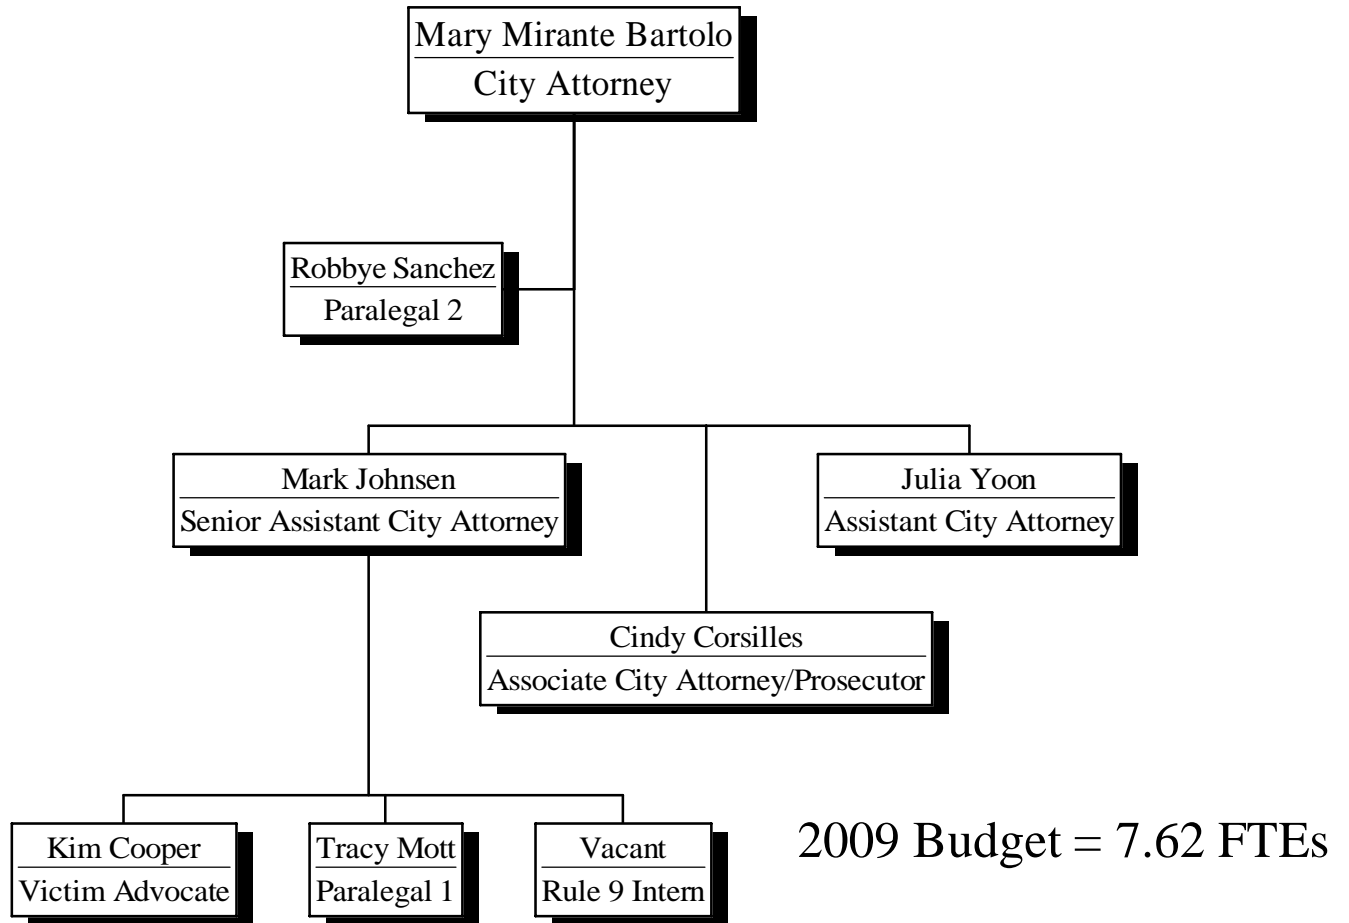 Mary Mirante Bartolo
City Attorney
Robbye Sanchez
Paralegal 2
Mark Johnsen
Senior Assistant City Attorney
Julia Yoon
Assistant City Attorney
Cindy Corsilles
Associate City Attorney/Prosecutor
Kim Cooper
Victim Advocate
Tracy Mott
Paralegal 1
Vacant
Rule 9 Intern
2009 Budget = 7.62 FTEs